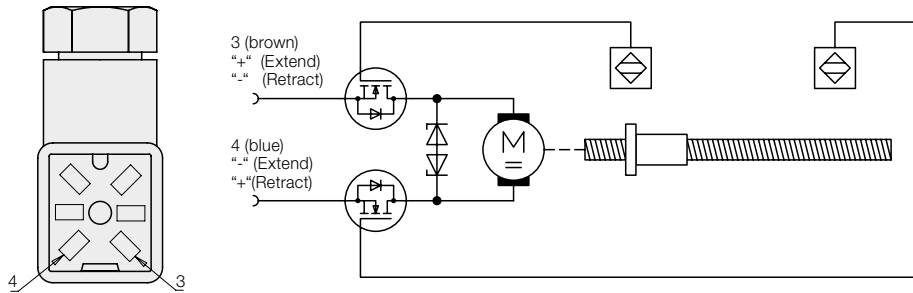 3 (brown)
“+“ (Extend)
“-“ (Retract)
4 (blue)
“-“ (Extend)
“+“(Retract)
M
4
3